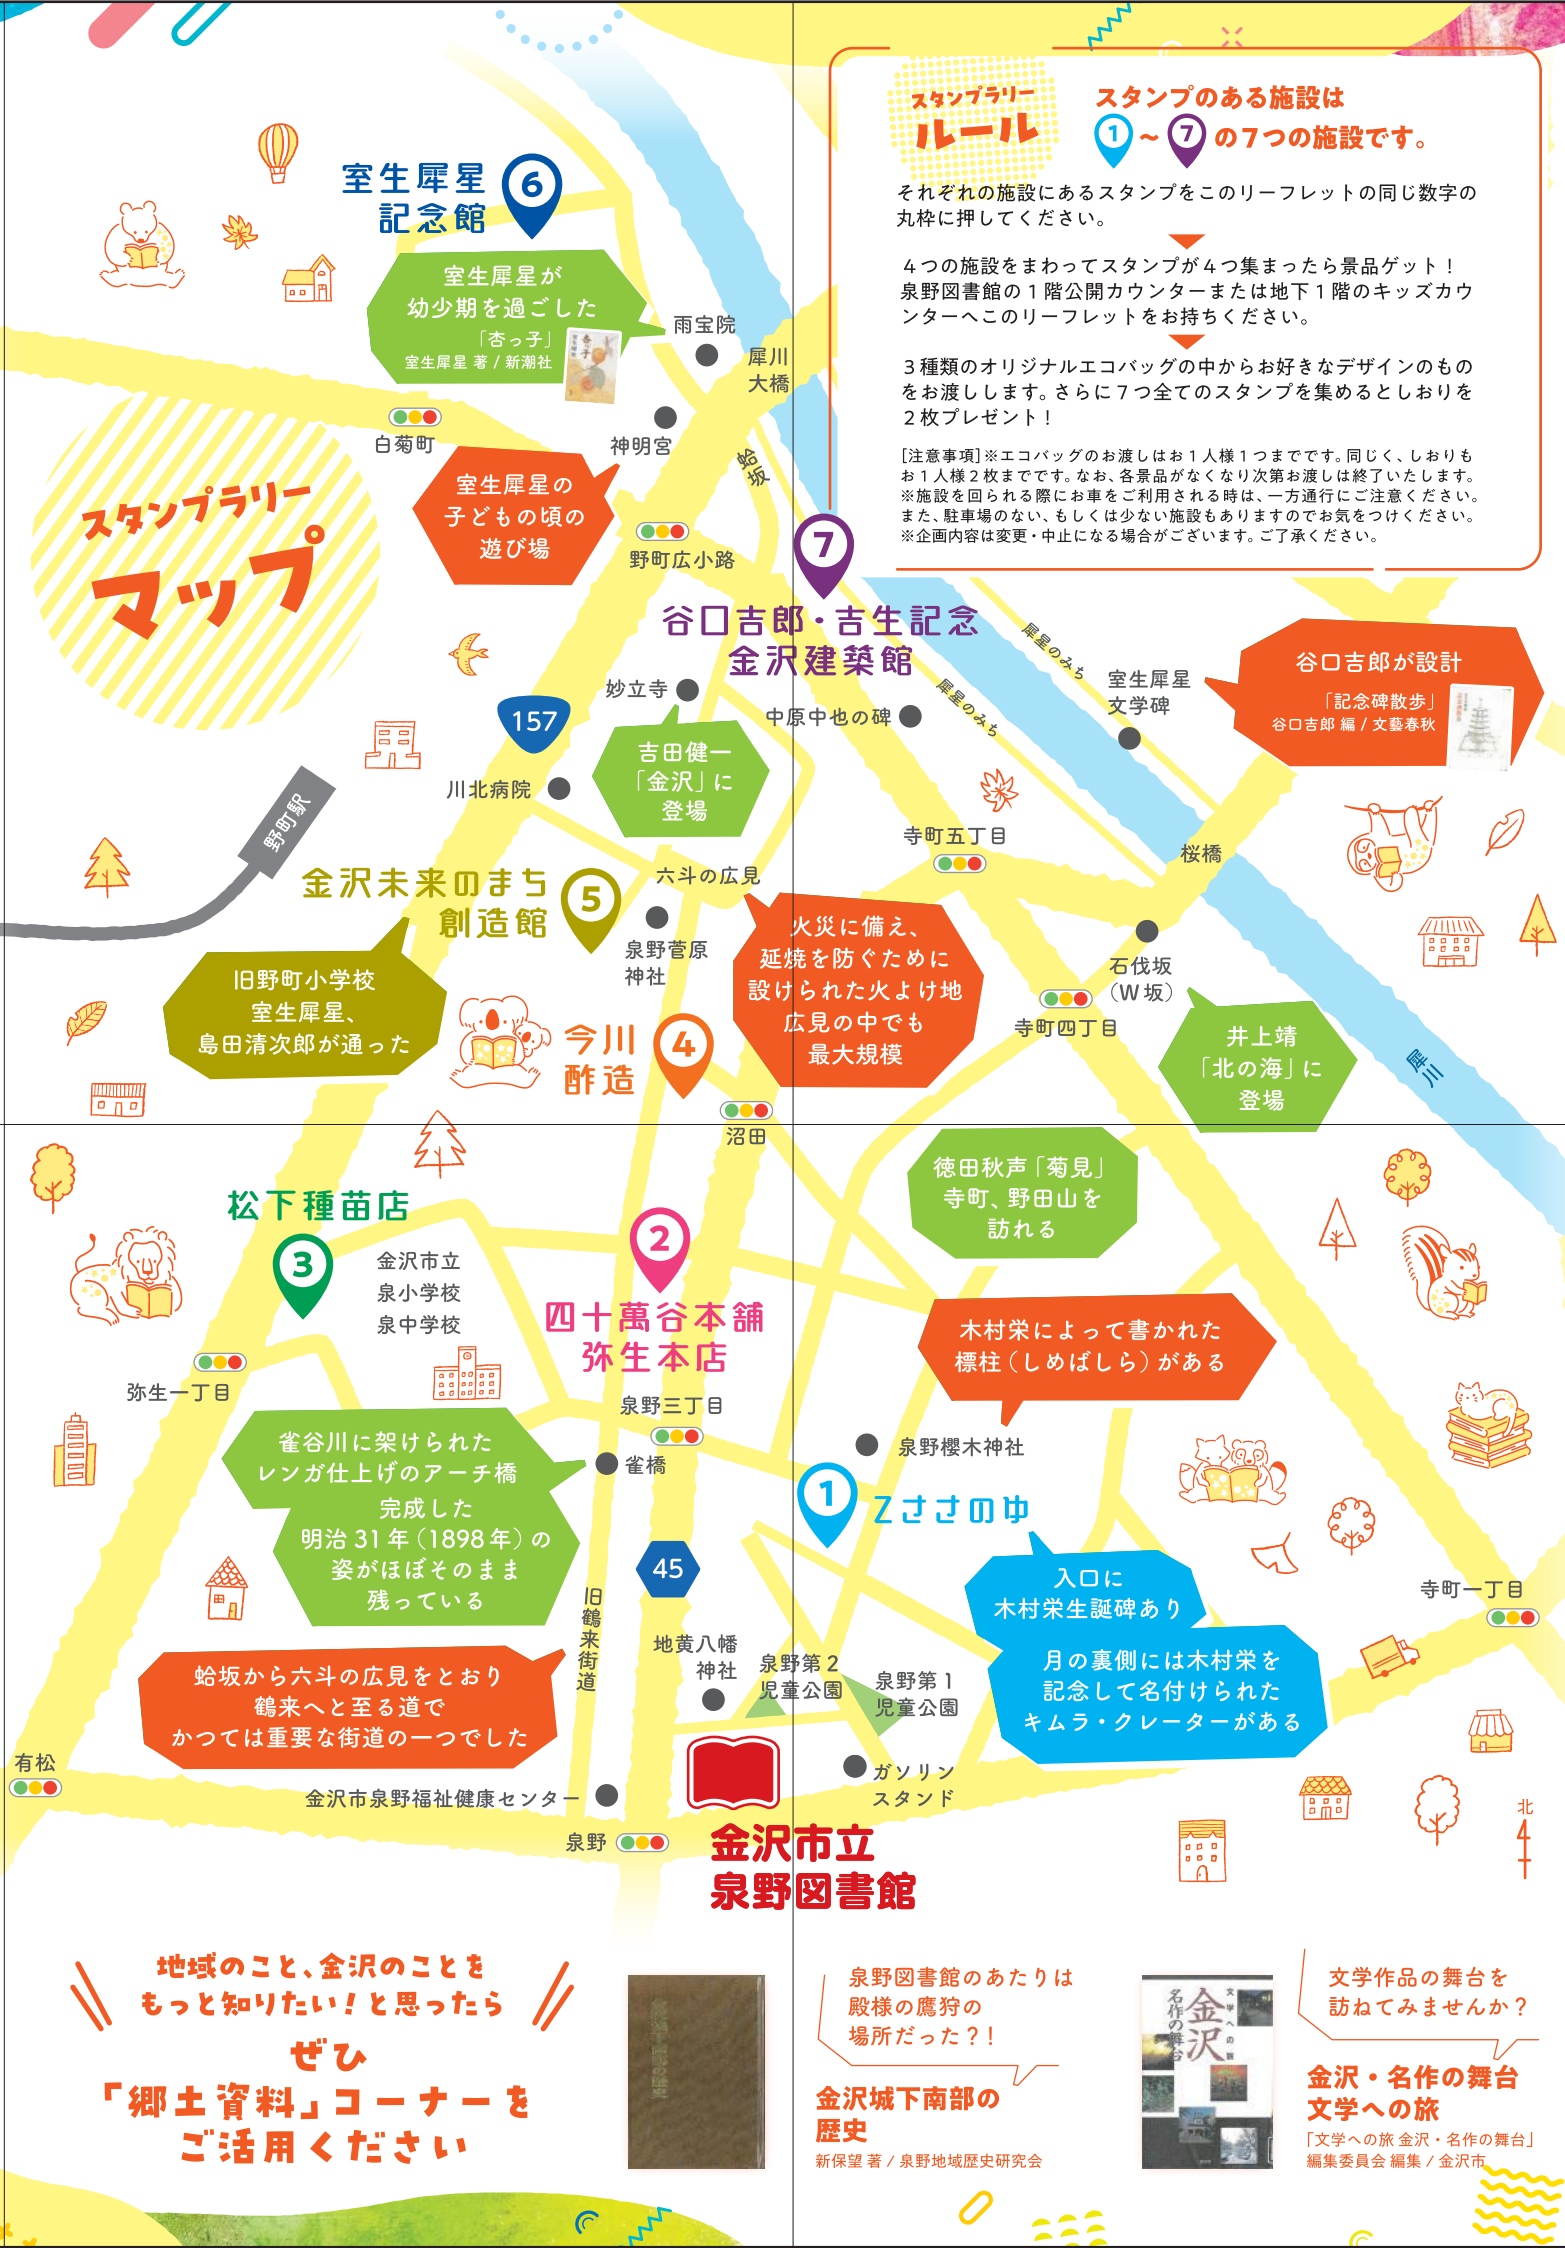 スタンプラリー
ルール
スタンプのある施設は
1 ～ 7 の７つの施設です。
それぞれの施設にあるスタンプをこのリーフレットの同じ数字の
丸枠に押してください。
４つの施設をまわってスタンプが４つ集まったら景品ゲット！
泉野図書館の１階公開カウンターまたは地下１階のキッズカウ
ンターへこのリーフレットをお持ちください。
３種類のオリジナルエコバッグの中からお好きなデザインのもの
をお渡しします。さらに７つ全てのスタンプを集めるとしおりを
２枚プレゼント！
［注意事項］※エコバッグのお渡しはお１人様１つまでです。同じく、しおりも
お１人様２枚までです。なお、各景品がなくなり次第お渡しは終了いたします。
※施設を回られる際にお車をご利用される時は、一方通行にご注意ください。
また、駐車場のない、もしくは少ない施設もありますのでお気をつけください。
※企画内容は変更・中止になる場合がございます。ご了承ください。
室生犀星
記念館
6
室生犀星が
幼少期を過ごした
「杏っ子」
室生犀星 著 / 新潮社
雨宝院
犀川
大橋
白菊町
神明宮
蛤坂
スタンプラリー
マップ
室生犀星の
子どもの頃の
遊び場
野町広小路
7
谷口吉郎・吉生記念
金沢建築館
犀星のみち
犀星のみち
室生犀星
文学碑
谷口吉郎が設計
「記念碑散歩」
谷口吉郎 編 / 文藝春秋
妙立寺
中原中也の碑
157
吉田健一
「金沢」に
登場
川北病院
野町駅
寺町五丁目
桜橋
金沢未来のまち
創造館
5
六斗の広見
泉野菅原
神社
火災に備え、
延焼を防ぐために
設けられた火よけ地
広見の中でも
最大規模
石伐坂
（W 坂）
寺町四丁目
旧野町小学校
室生犀星、
島田清次郎が通った
今川
酢造
4
井上靖
「北の海」に
登場
犀川
沼田
徳田秋声「菊見」
寺町、野田山を
訪れる
松下種苗店
3
金沢市立
泉小学校
泉中学校
2
四十萬谷本舗
弥生本店
木村栄によって書かれた
標柱（しめばしら）がある
弥生一丁目
泉野三丁目
泉野櫻木神社
雀谷川に架けられた
レンガ仕上げのアーチ橋
完成した
明治 31 年（1898 年）の
姿がほぼそのまま
残っている
雀橋
1
Zささのゆ
45
入口に
木村栄生誕碑あり
月の裏側には木村栄を
記念して名付けられた
キムラ・クレーターがある
寺町一丁目
旧鶴来街道
地黄八幡
神社
泉野第２
児童公園
泉野第１
児童公園
蛤坂から六斗の広見をとおり
鶴来へと至る道で
かつては重要な街道の一つでした
有松
金沢市泉野福祉健康センター
ガソリン
スタンド
泉野
金沢市立
泉野図書館
北
地域のこと、金沢のことを
もっと知りたい！と思ったら
ぜひ
「郷土資料」コーナーを
ご活用ください
泉野図書館のあたりは
殿様の鷹狩の
場所だった？！
金沢城下南部の
歴史
新保望 著 / 泉野地域歴史研究会
文学への旅
金沢
名作の舞台
文学作品の舞台を
訪ねてみませんか？
金沢・名作の舞台
文学への旅
「文学への旅 金沢・名作の舞台」
編集委員会 編集 / 金沢市